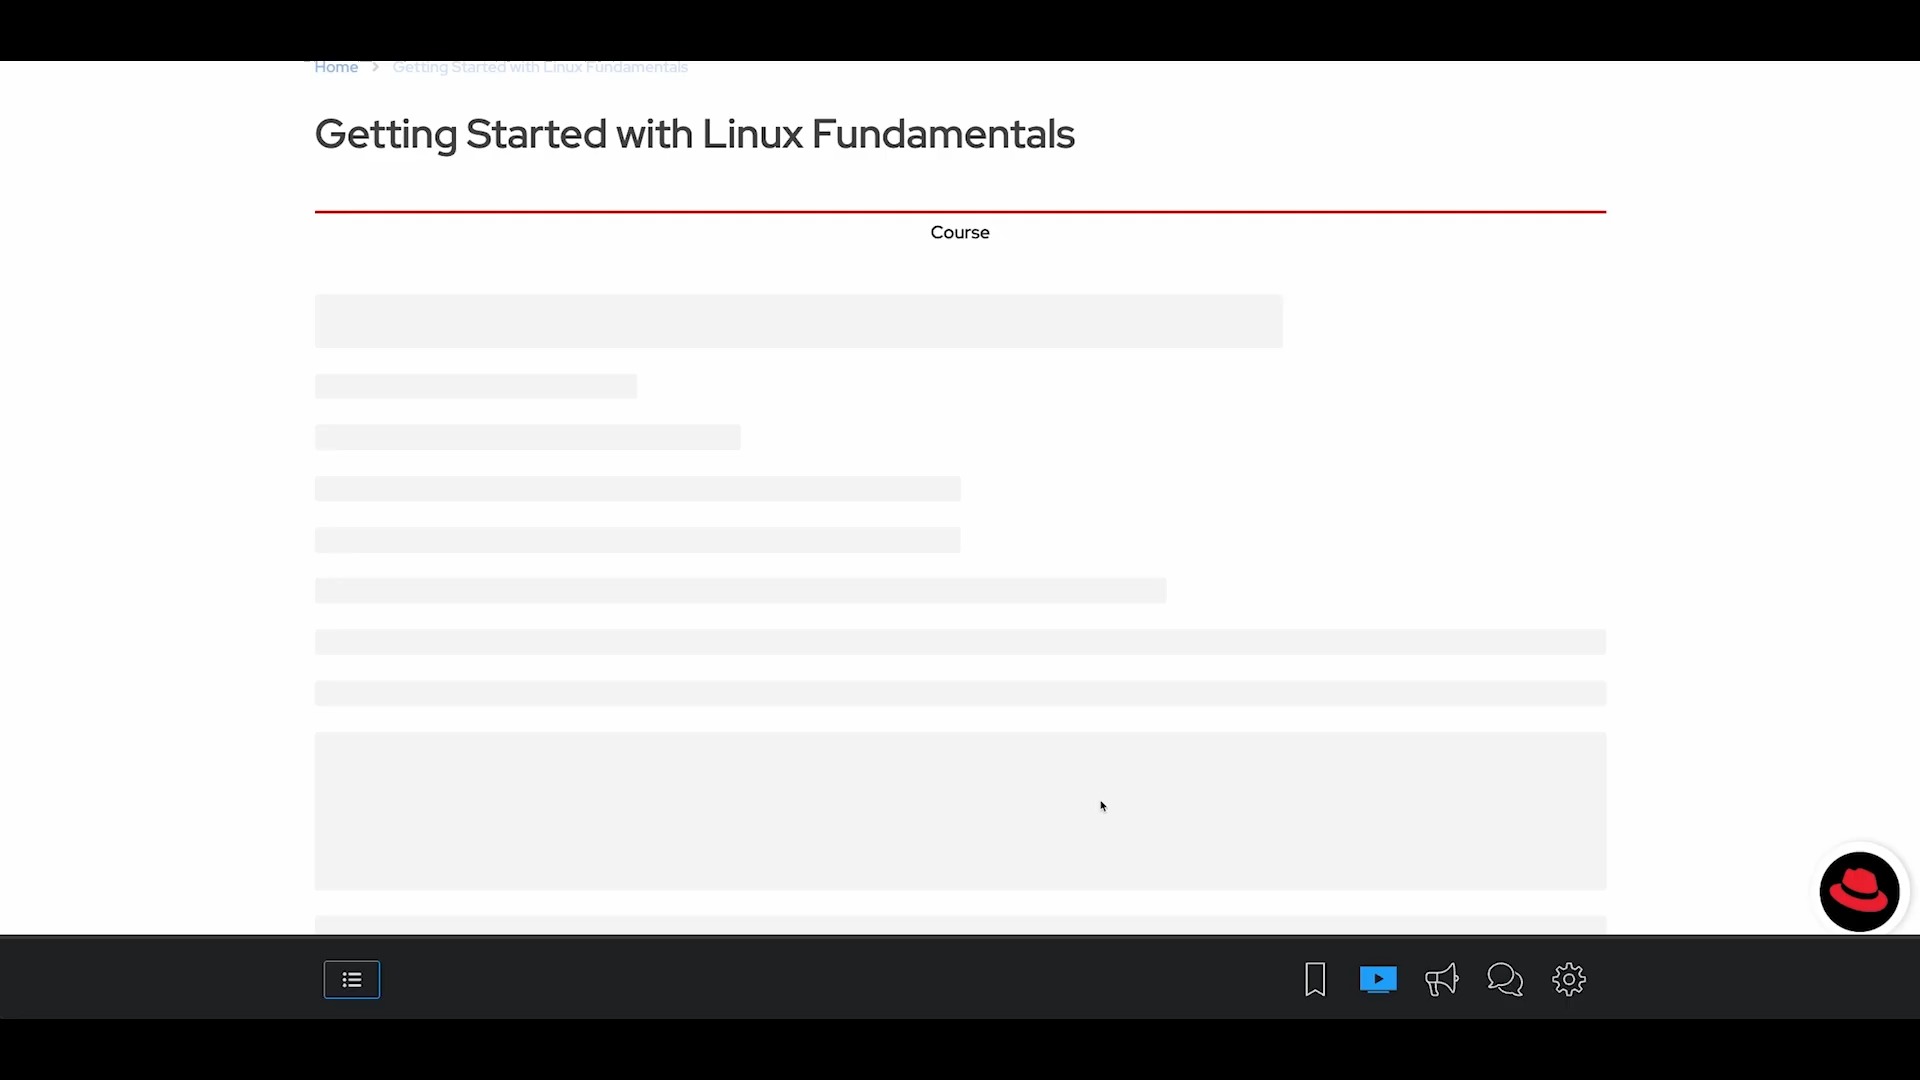 Home > Getting Started with Linux Fundamentals
Getting Started with Linux Fundamentals
Course